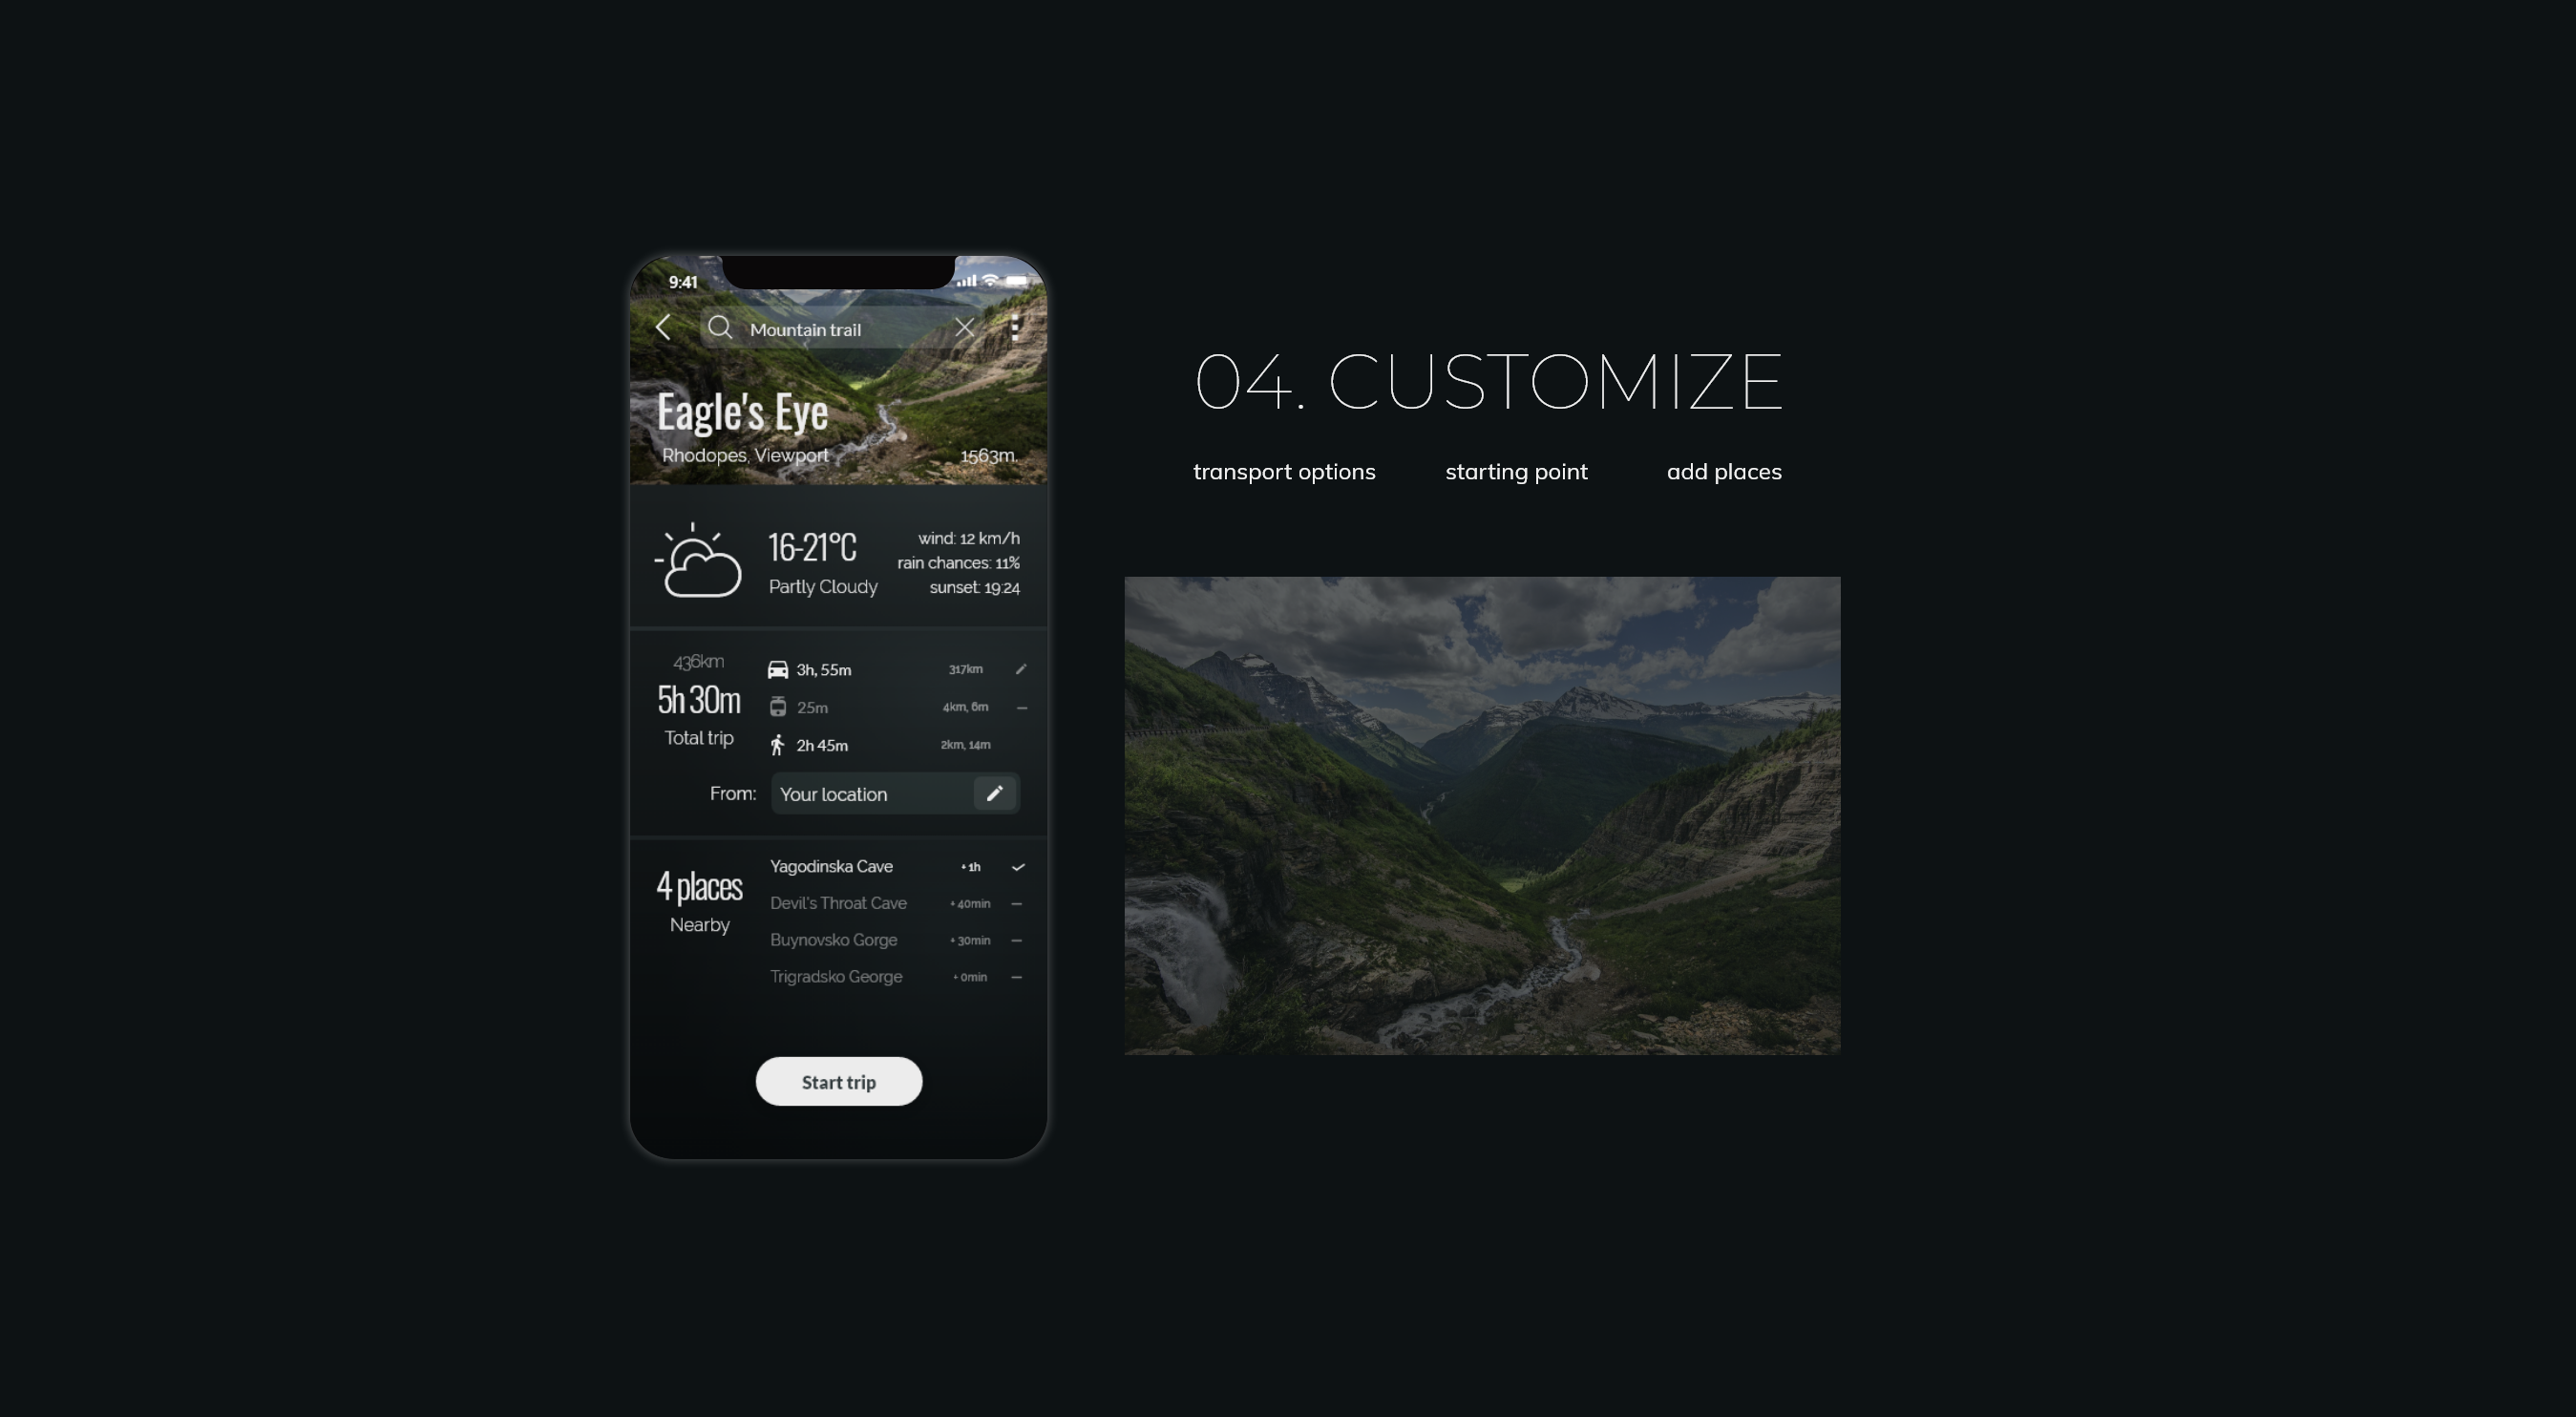 9:41
Mountain trail
Eagle's Eye
Rhodopes, Viewport 1563m.
16-21°C
Partly Cloudy
wind: 12 km/h
rain chances: 11%
sunset: 19:24
436km
5h 30m
Total trip
3h, 55m 317km
25m 4km, 6m
2h 45m 2km, 14m
From: Your location
4 places
Nearby
Yagodinska Cave + 1h
Devil's Throat Cave + 40min
Buynovsko Gorge + 30min
Trigradsko George + 0min
Start trip
04. CUSTOMIZE
transport options starting point add places